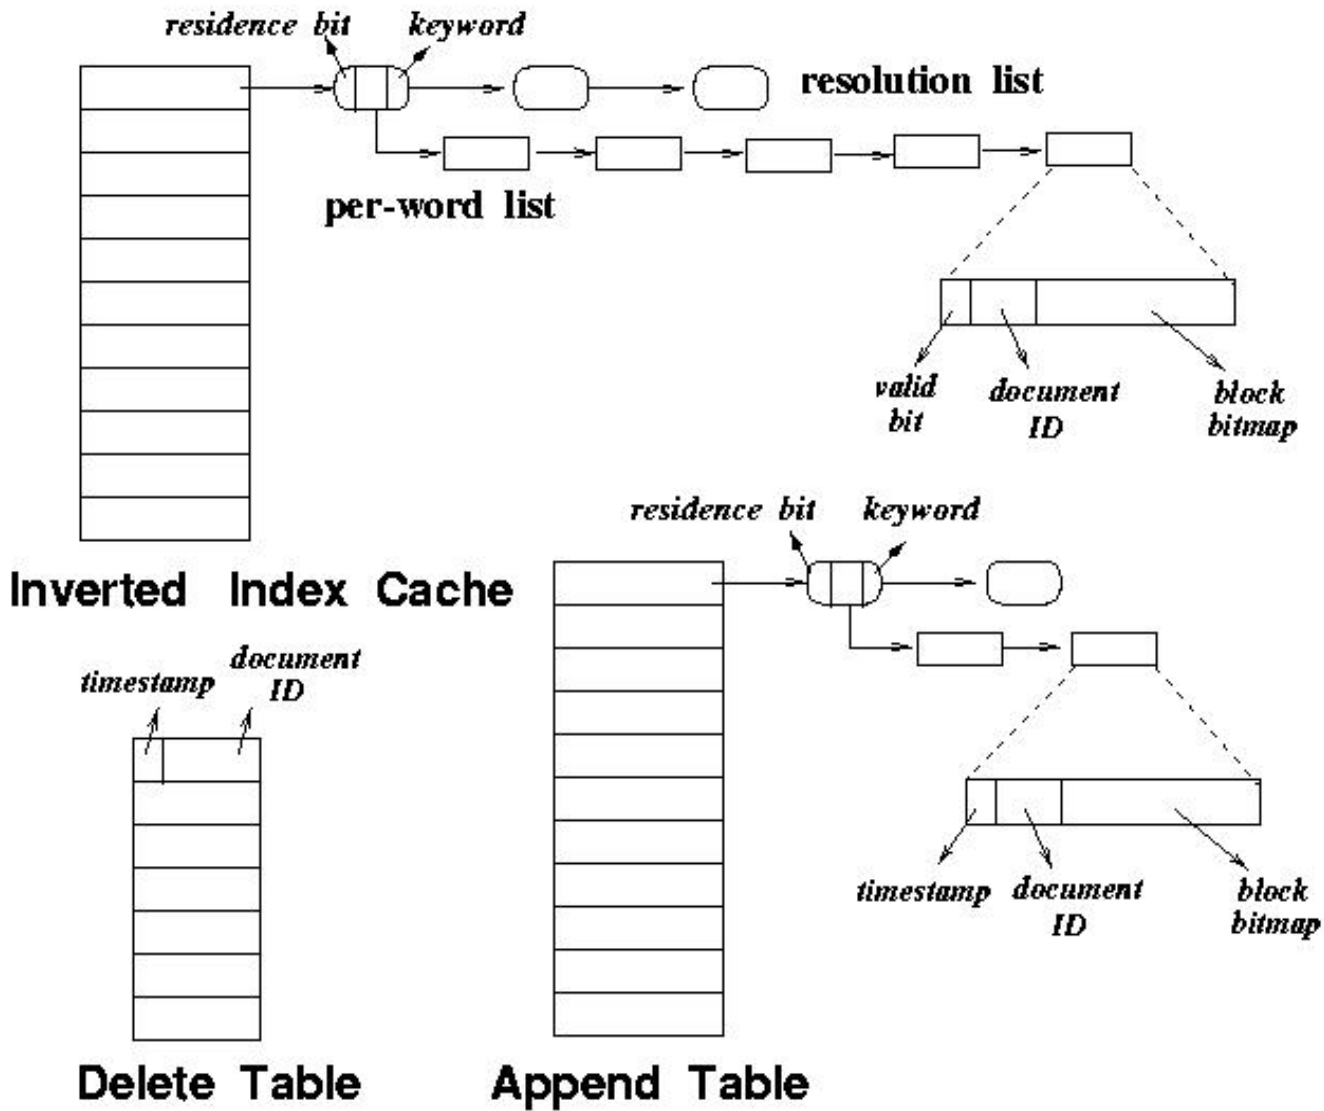 residence bit keyword
resolution list
per-word list
valid bit
document ID
block bitmap
residence bit keyword
Inverted Index Cache
timestamp
document ID
timestamp
document ID
block bitmap
Delete Table
Append Table